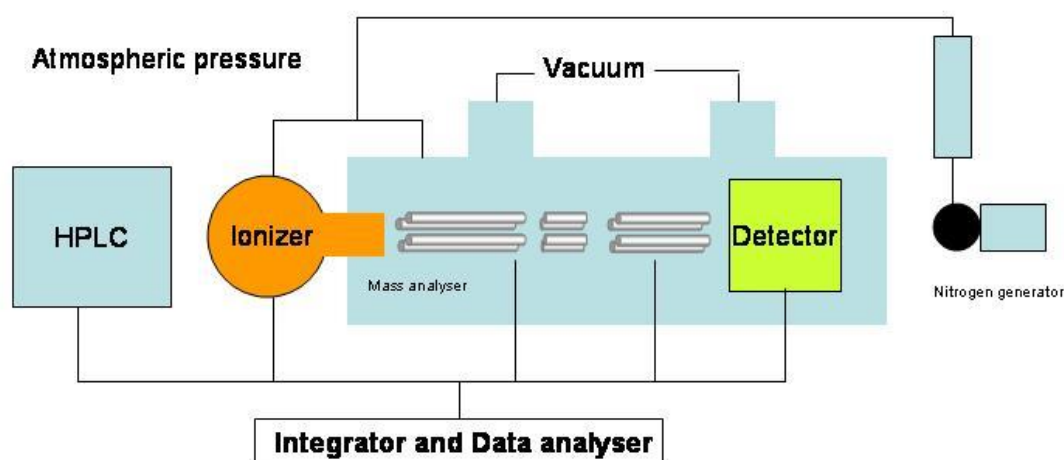 Atmospheric pressure
Vacuum
HPLC
Ionizer
Detector
Mass analyser
Nitrogen generator
Integrator and Data analyser